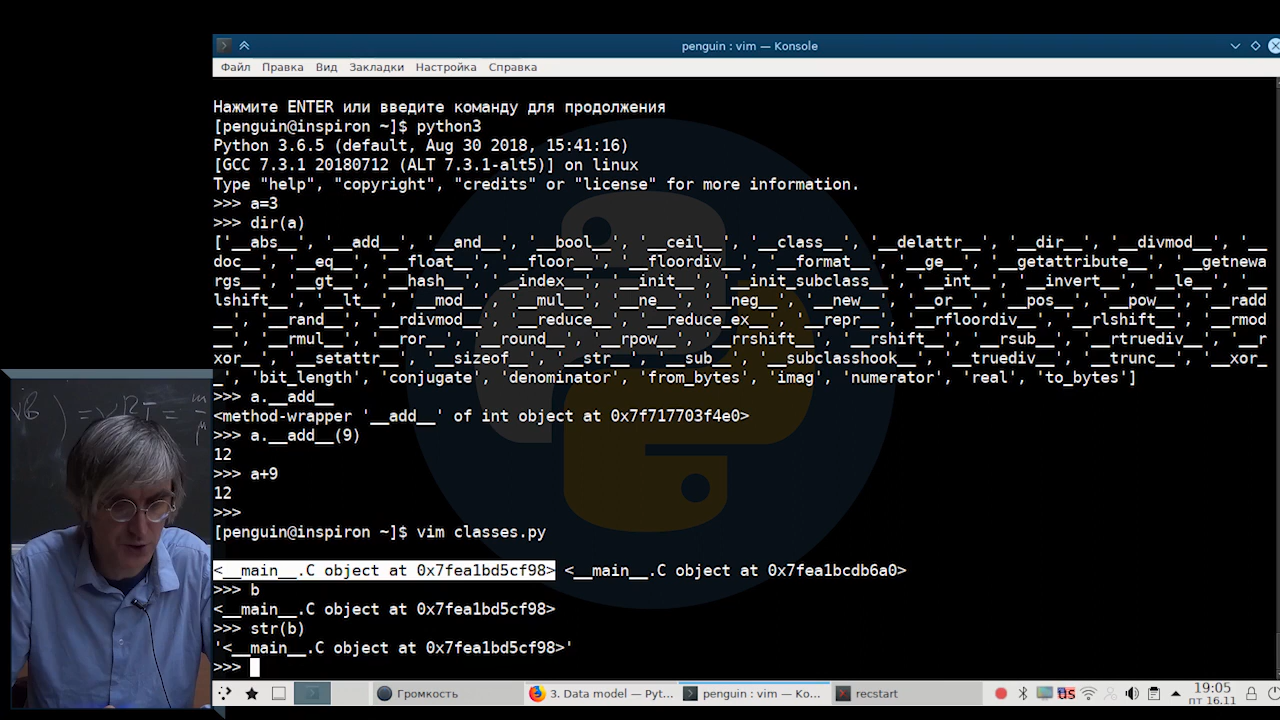 penguin : vim — Konsole
Файл Правка Вид Закладки Настройка Справка
Нажмите ENTER или введите команду для продолжения
[penguin@inspiron ~]$ python3
Python 3.6.5 (default, Aug 30 2018, 15:41:16)
[GCC 7.3.1 20180712 (ALT 7.3.1-alt5)] on linux
Type "help", "copyright", "credits" or "license" for more information.
>>> a=3
>>> dir(a)
['__abs__', '__add__', '__and__', '__bool__', '__ceil__', '__class__', '__delattr__', '__dir__', '__divmod__', '__
doc__', '__eq__', '__float__', '__floor__', '__floordiv__', '__format__', '__ge__', '__getattribute__', '__getnewa
rgs__', '__gt__', '__hash__', '__index__', '__init__', '__init_subclass__', '__int__', '__invert__', '__le__', '__
lshift__', '__lt__', '__mod__', '__mul__', '__ne__', '__neg__', '__new__', '__or__', '__pos__', '__pow__', '__radd
__', '__rand__', '__rdivmod__', '__reduce__', '__reduce_ex__', '__repr__', '__rfloordiv__', '__rlshift__', '__rmod
__', '__rmul__', '__ror__', '__round__', '__rpow__', '__rrshift__', '__rshift__', '__rsub__', '__rtruediv__', '__r
xor__', '__setattr__', '__sizeof__', '__str__', '__sub__', '__subclasshook__', '__truediv__', '__trunc__', '__xor_
_', 'bit_length', 'conjugate', 'denominator', 'from_bytes', 'imag', 'numerator', 'real', 'to_bytes']
>>> a.__add__
<method-wrapper '__add__' of int object at 0x7f717703f4e0>
>>> a.__add__(9)
12
>>> a+9
12
>>>
[penguin@inspiron ~]$ vim classes.py
<__main__.C object at 0x7fea1bd5cf98> <__main__.C object at 0x7fea1bcdb6a0>
>>> b
<__main__.C object at 0x7fea1bd5cf98>
>>> str(b)
'<__main__.C object at 0x7fea1bd5cf98>'
>>>
Громкость 3. Data model — Pyt... penguin : vim — Ko... recstart us 19:05
пт 16.11